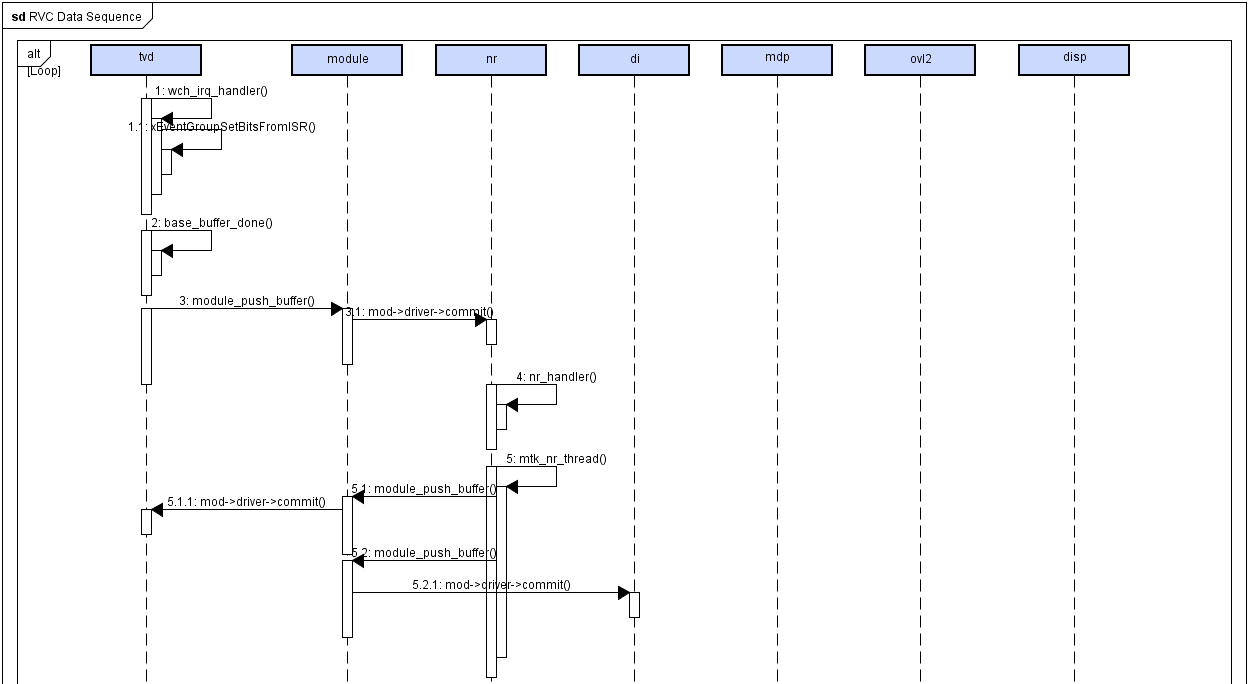 sd RVC Data Sequence
alt
[Loop]
tvd
module
nr
di
mdp
ovl2
disp
1: wch_irq_handler()
1.1: xEventGroupSetBitsFromISR()
2: base_buffer_done()
3: module_push_buffer()
3.1: mod->driver->commit()
4: nr_handler()
5: mtk_nr_thread()
5.1: module_push_buffer()
5.1.1: mod->driver->commit()
5.2: module_push_buffer()
5.2.1: mod->driver->commit()